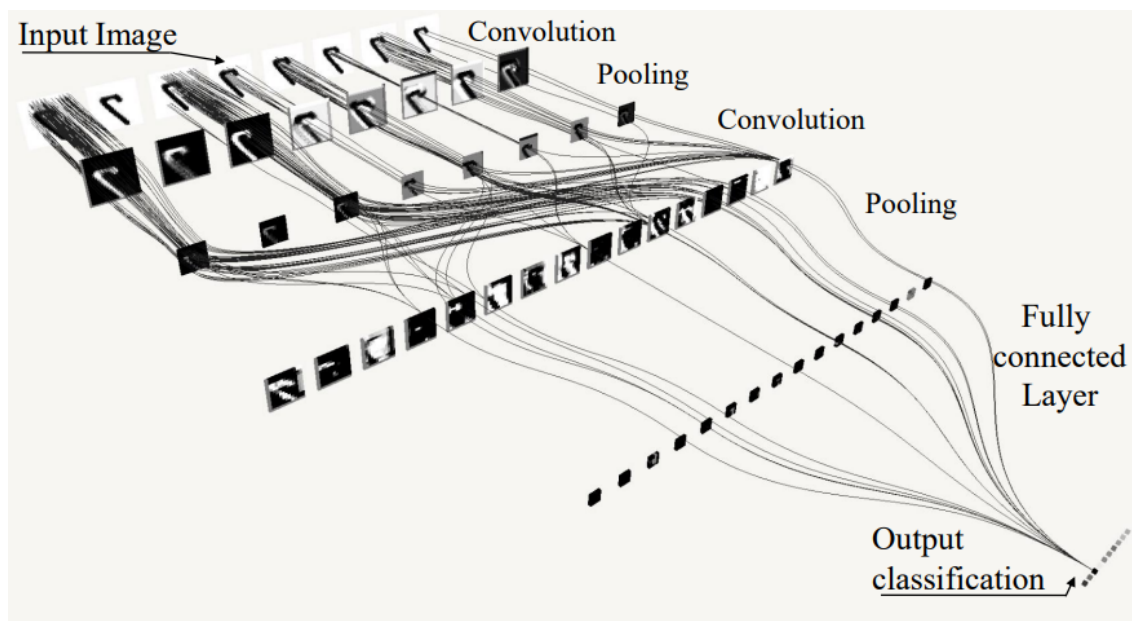 Input Image
Convolution
Pooling
Convolution
Pooling
Fully
connected
Layer
Output
classification